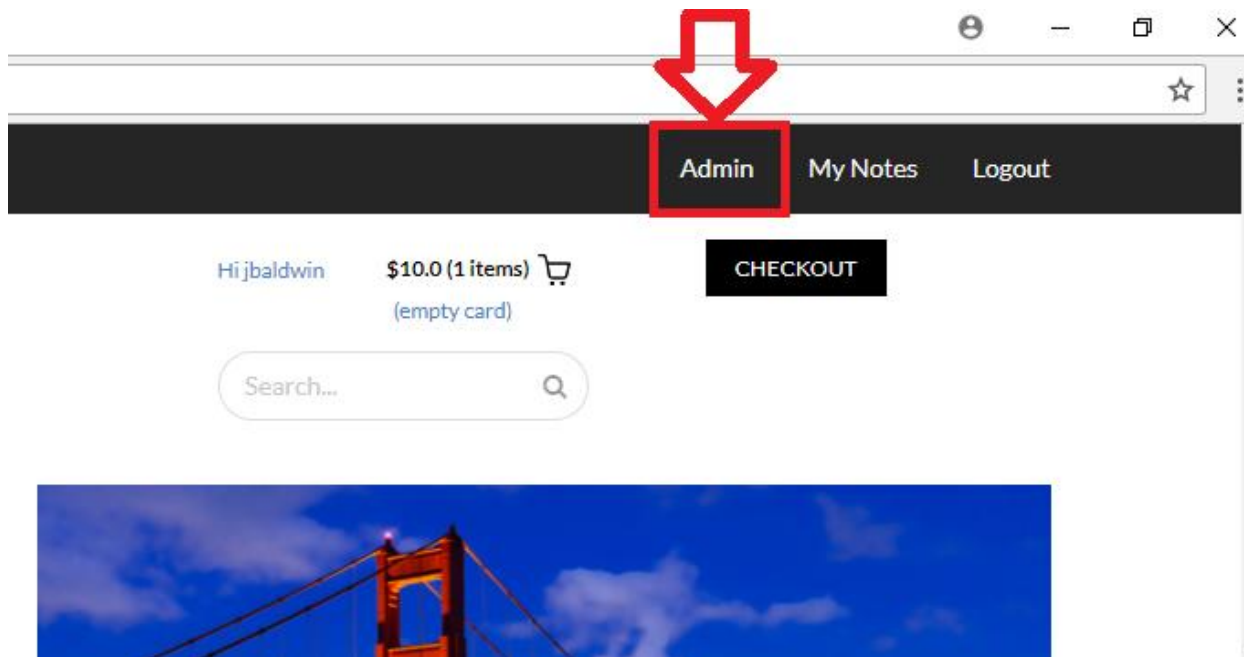 Admin My Notes Logout
Hi jbaldwin $10.0 (1 items) CHECKOUT
(empty card)
Search...